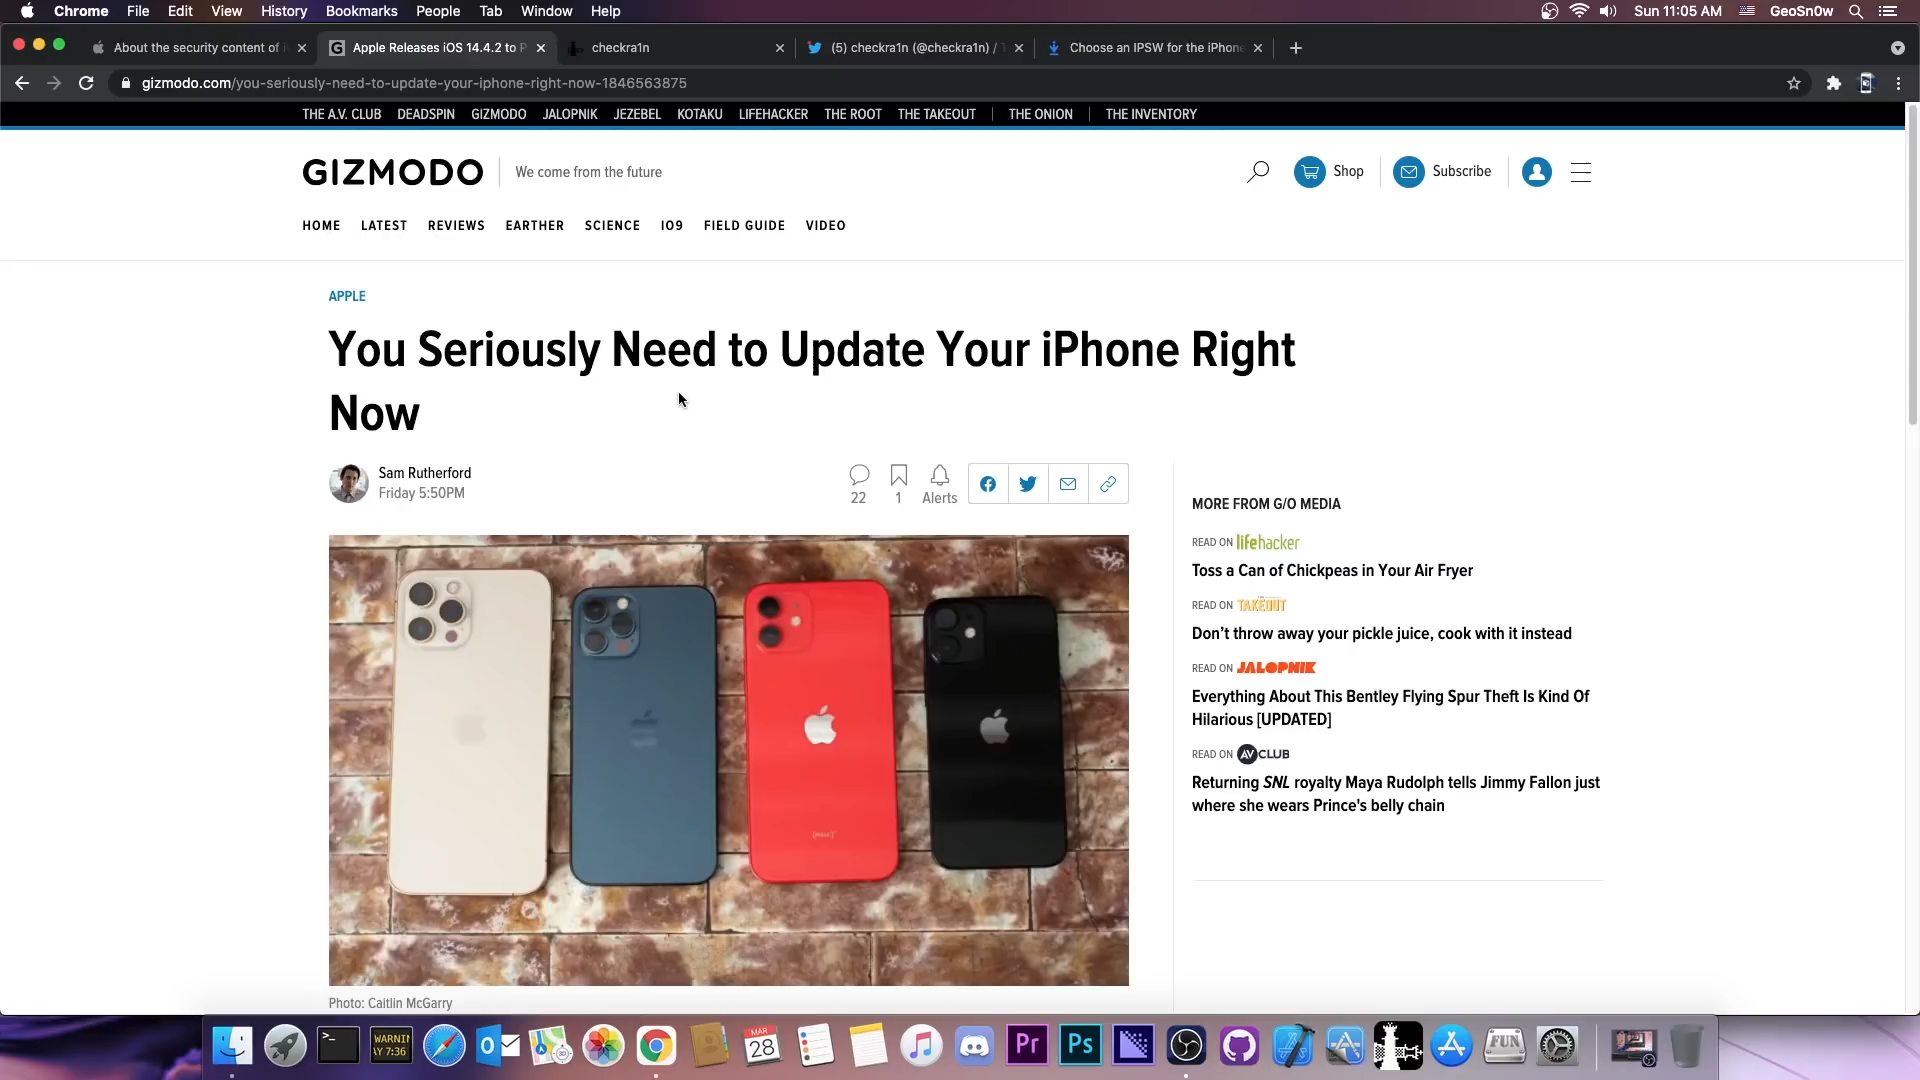 Chrome File Edit View History Bookmarks People Tab Window Help Sun 11:05 AM GeoSn0w
About the security content of Apple Releases iOS 14.4.2 to P checkra1n (5) checkra1n (@checkra1n) / Choose an IPSW for the iPhone
gizmodo.com/you-seriously-need-to-update-your-iphone-right-now-1846563875
THE A.V. CLUB DEADSPIN GIZMODO JALOPNIK JEZEBEL KOTAKU LIFEHACKER THE ROOT THE TAKEOUT THE ONION THE INVENTORY
GIZMODO We come from the future Shop Subscribe
HOME LATEST REVIEWS EARTHER SCIENCE IO9 FIELD GUIDE VIDEO
APPLE
You Seriously Need to Update Your iPhone Right
Now
Sam Rutherford
Friday 5:50PM
22 1 Alerts
MORE FROM G/O MEDIA
READ ON lifehacker
Toss a Can of Chickpeas in Your Air Fryer
READ ON TAKEOUT
Don’t throw away your pickle juice, cook with it instead
READ ON JALOPNIK
Everything About This Bentley Flying Spur Theft Is Kind Of
Hilarious [UPDATED]
READ ON AV CLUB
Returning SNL royalty Maya Rudolph tells Jimmy Fallon just
where she wears Prince's belly chain
Photo: Caitlin McGarry
WARNIN
AY 7:36
MAR
28
Pr Ps
FUN